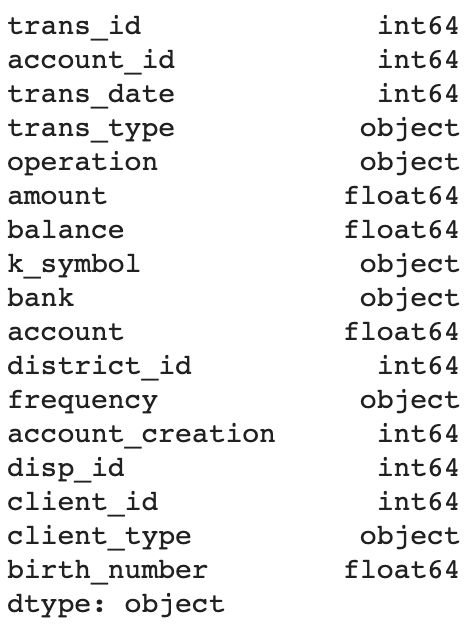 trans_id int64
account_id int64
trans_date int64
trans_type object
operation object
amount float64
balance float64
k_symbol object
bank object
account float64
district_id int64
frequency object
account_creation int64
disp_id int64
client_id int64
client_type object
birth_number float64
dtype: object